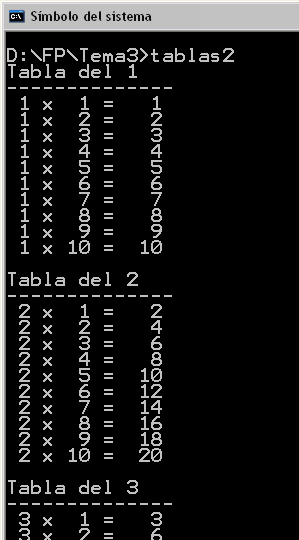 Símbolo del sistema
D:\FP\Tema3>tablas2
Tabla del 1
---------------
1 x 1 = 1
1 x 2 = 2
1 x 3 = 3
1 x 4 = 4
1 x 5 = 5
1 x 6 = 6
1 x 7 = 7
1 x 8 = 8
1 x 9 = 9
1 x 10 = 10
Tabla del 2
---------------
2 x 1 = 2
2 x 2 = 4
2 x 3 = 6
2 x 4 = 8
2 x 5 = 10
2 x 6 = 12
2 x 7 = 14
2 x 8 = 16
2 x 9 = 18
2 x 10 = 20
Tabla del 3
---------------
3 x 1 = 3
3 x 2 = 6